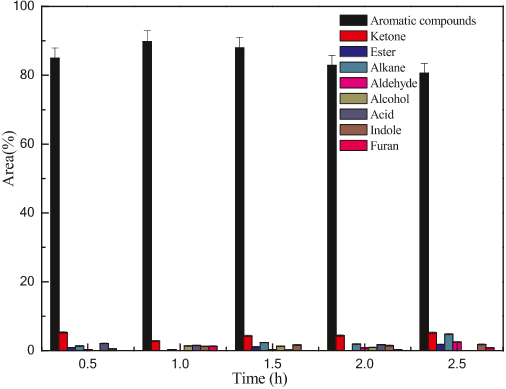 100
80
60
40
20
0
Area(%)
Aromatic compounds
Ketone
Ester
Alkane
Aldehyde
Alcohol
Acid
Indole
Furan
0.5 1.0 1.5 2.0 2.5
Time (h)